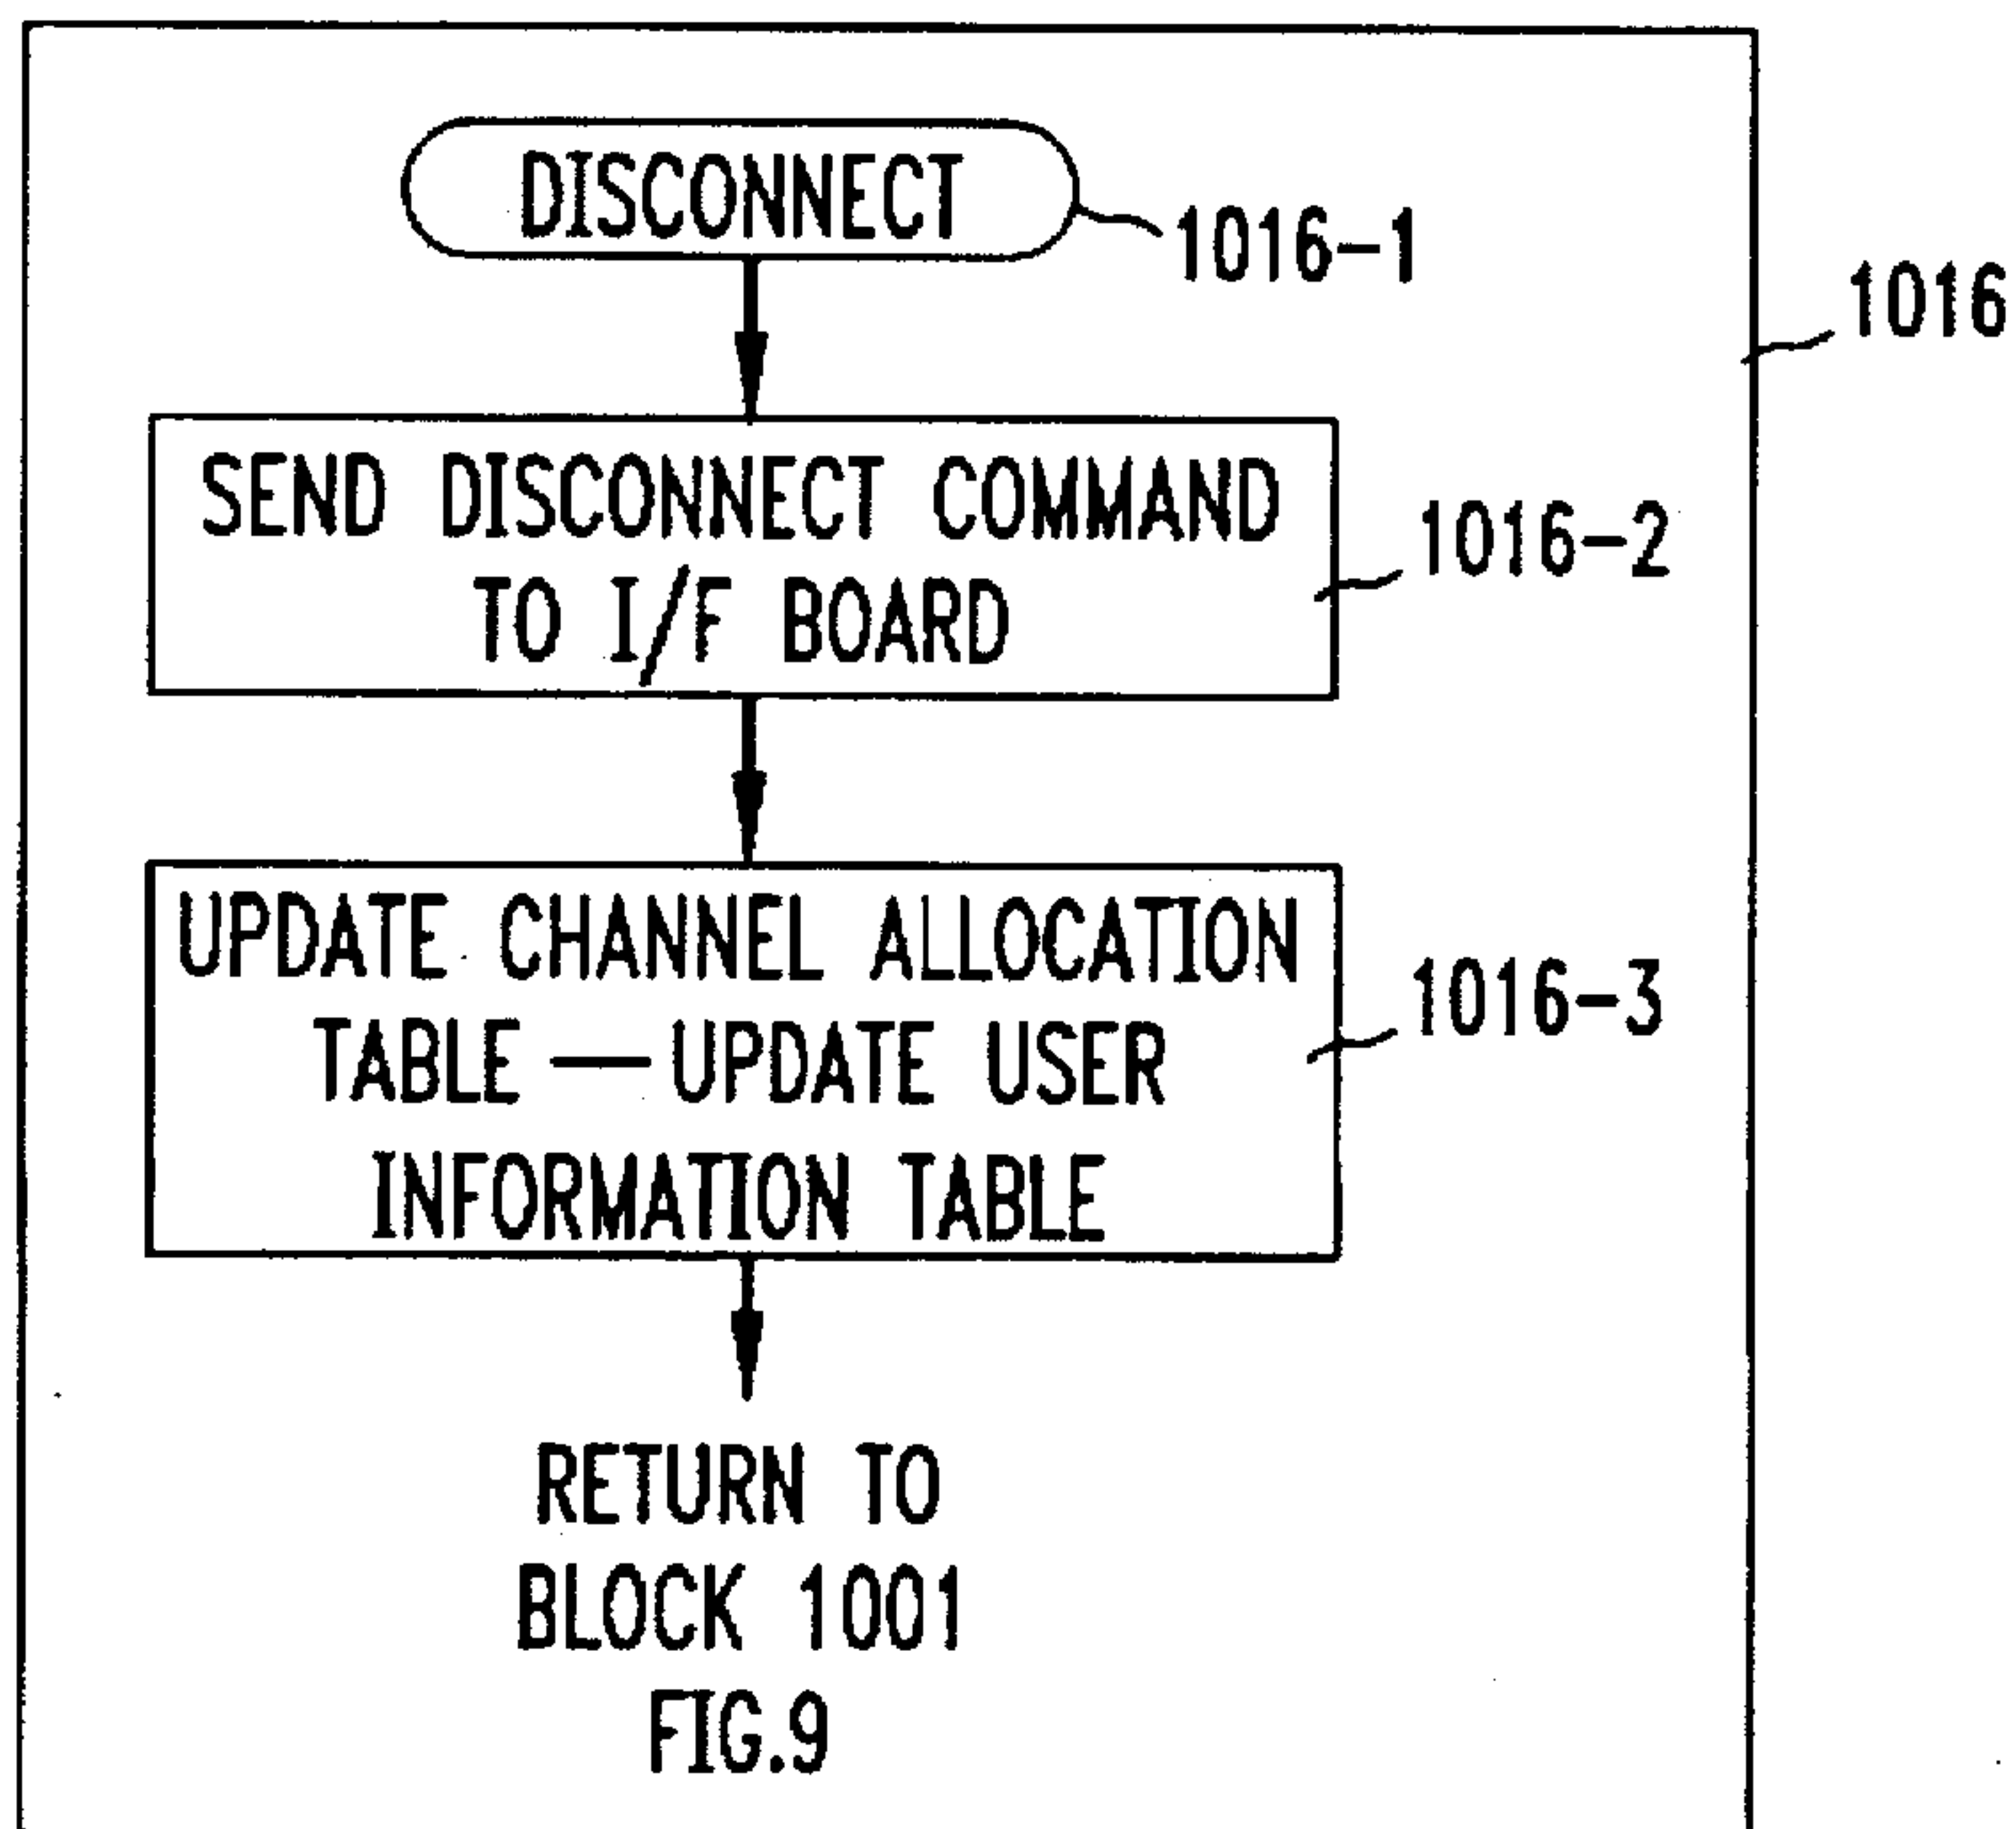 DISCONNECT
1016-1
1016
SEND DISCONNECT COMMAND
TO I/F BOARD
1016-2
UPDATE CHANNEL ALLOCATION
TABLE — UPDATE USER
INFORMATION TABLE
1016-3
RETURN TO
BLOCK 1001
FIG.9